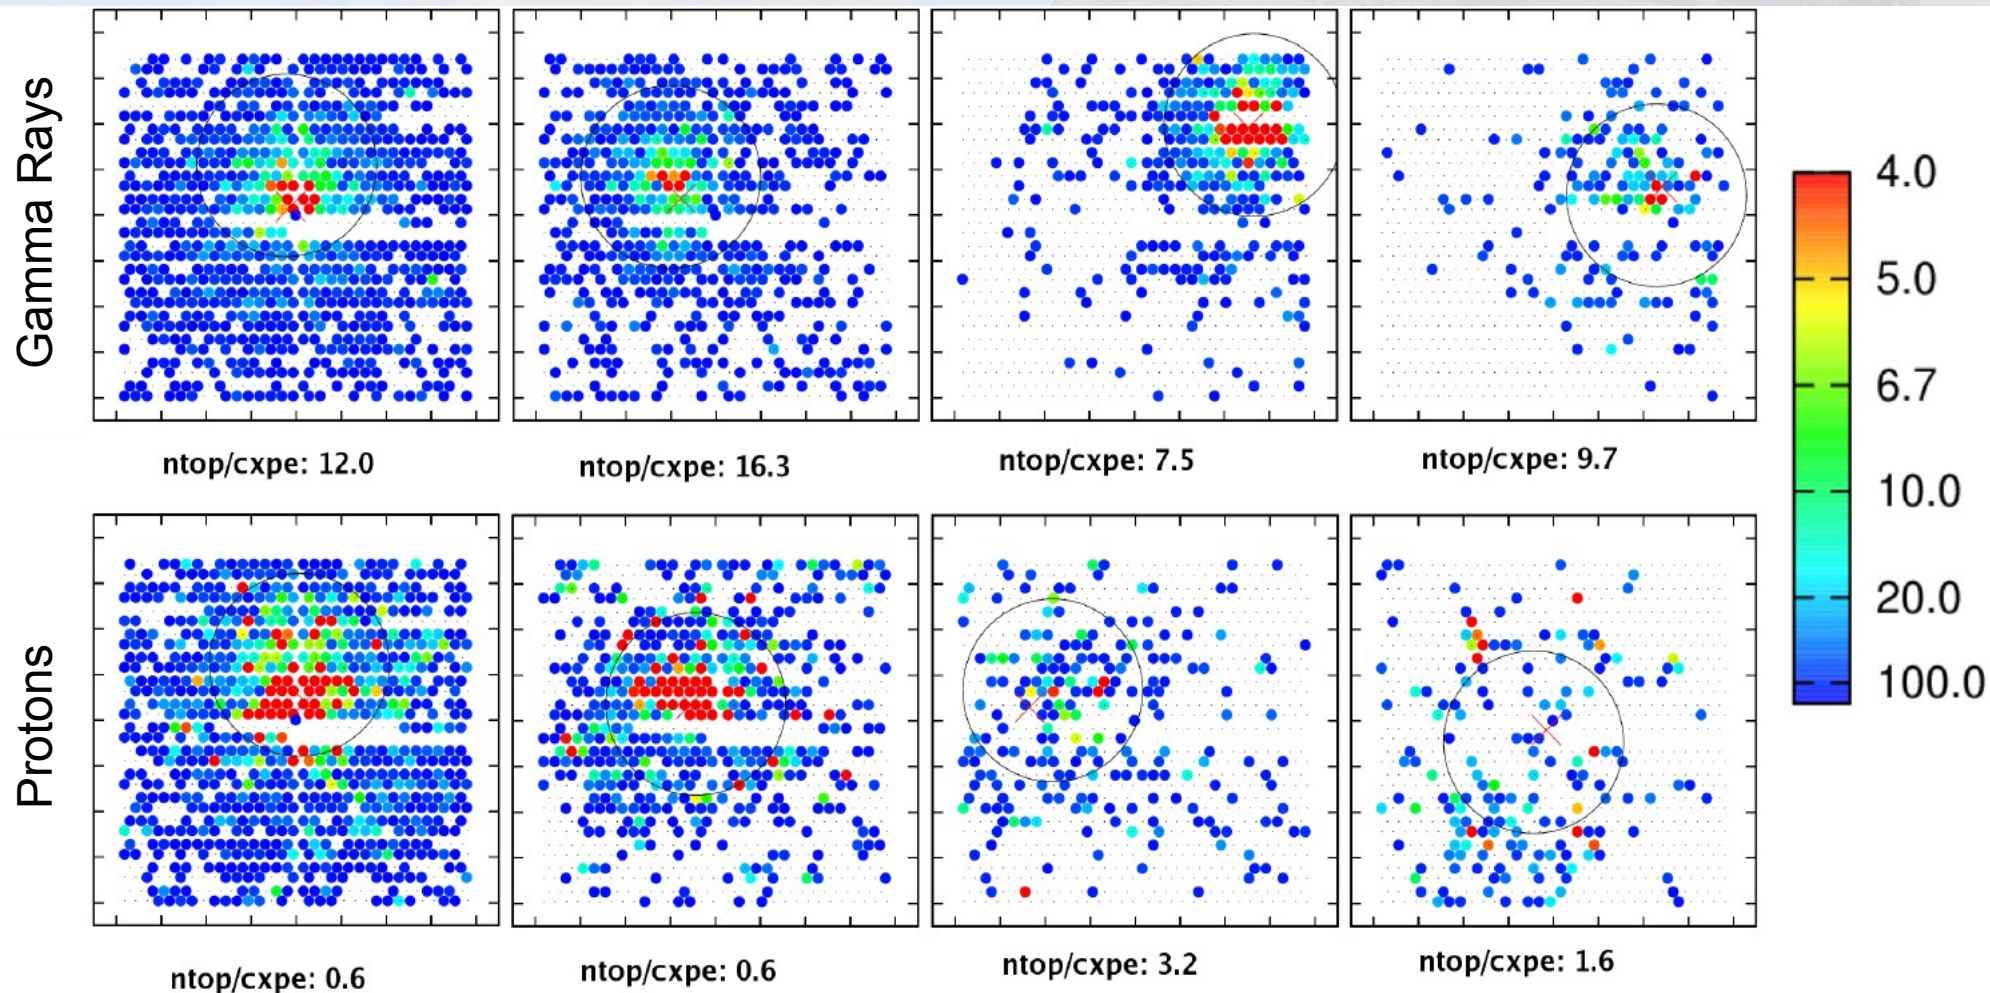 Gamma Rays
ntop/cxpe: 12.0
ntop/cxpe: 16.3
ntop/cxpe: 7.5
ntop/cxpe: 9.7
Protons
ntop/cxpe: 0.6
ntop/cxpe: 0.6
ntop/cxpe: 3.2
ntop/cxpe: 1.6
4.0
5.0
6.7
10.0
20.0
100.0